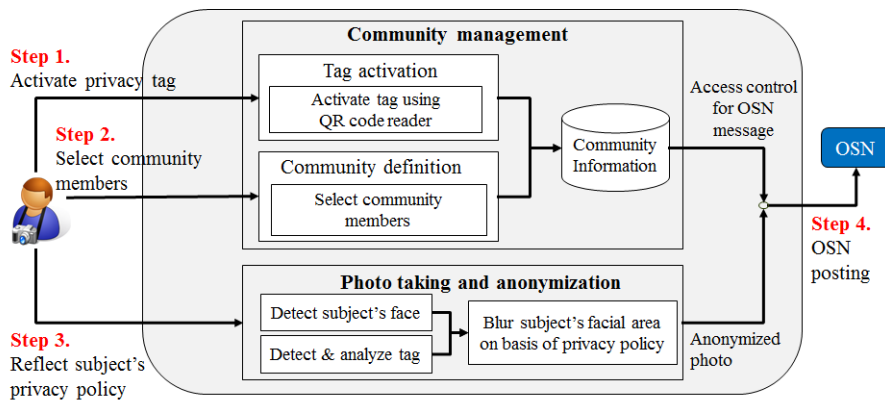 Community management
Step 1.
Activate privacy tag
Tag activation
Activate tag using
QR code reader
Step 2.
Select community
members
Community definition
Select community
members
Community
Information
Access control
for OSN
message
OSN
Step 4.
OSN
posting
Photo taking and anonymization
Detect subject's face
Detect & analyze tag
Blur subject's facial area
on basis of privacy policy
Anonymized
photo
Step 3.
Reflect subject's
privacy policy